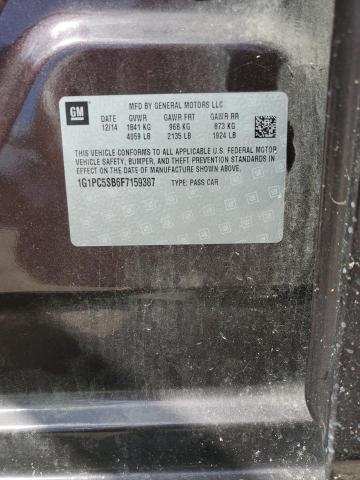 GM
MFD BY GENERAL MOTORS LLC
DATE GVWR GAWR FRT GAWR RR
12/14 1841 KG 968 KG 873 KG
4059 LB 2135 LB 1924 LB
THIS VEHICLE CONFORMS TO ALL APPLICABLE U.S. FEDERAL MOTOR
VEHICLE SAFETY, BUMPER, AND THEFT PREVENTION STANDARDS
IN EFFECT ON THE DATE OF MANUFACTURE SHOWN ABOVE.
1G1PC5SB6F7159387 TYPE: PASS CAR